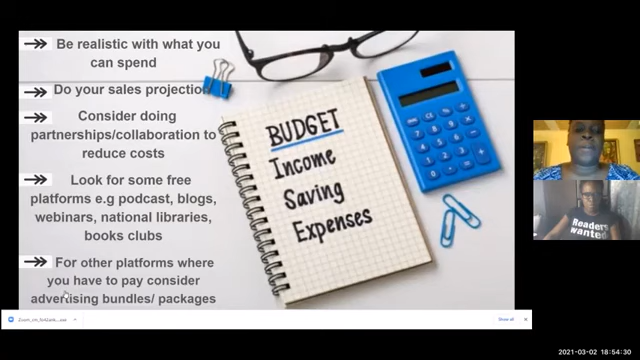 Be realistic with what you
can spend
Do your sales projection
Consider doing
partnerships/collaboration to
reduce costs
Look for some free
platforms e.g podcast, blogs,
webinars, national libraries,
books clubs
For other platforms where
you have to pay consider
advertising bundles/ packages
BUDGET
Income
Saving
Expenses
Readers
wanted
Show all
2021-03-02 18:54:30